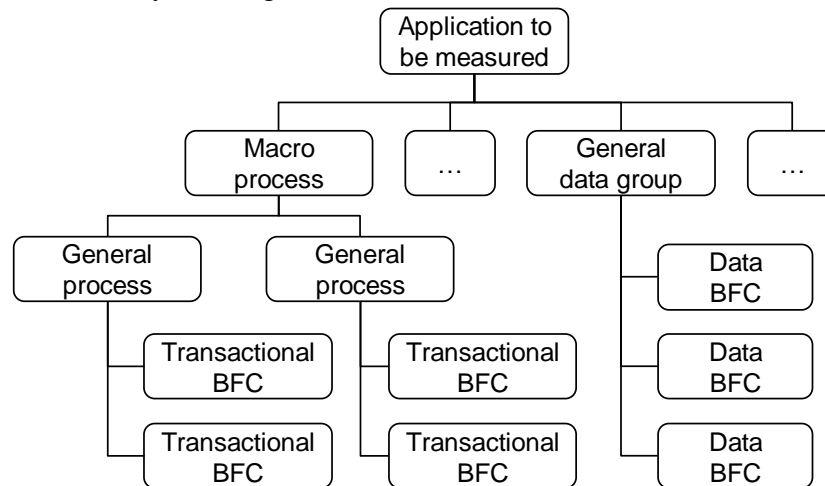 Application to
be measured
Macro
process
…
General
data group
…
General
process
General
process
Data
BFC
Transactional
BFC
Transactional
BFC
Data
BFC
Transactional
BFC
Transactional
BFC
Data
BFC